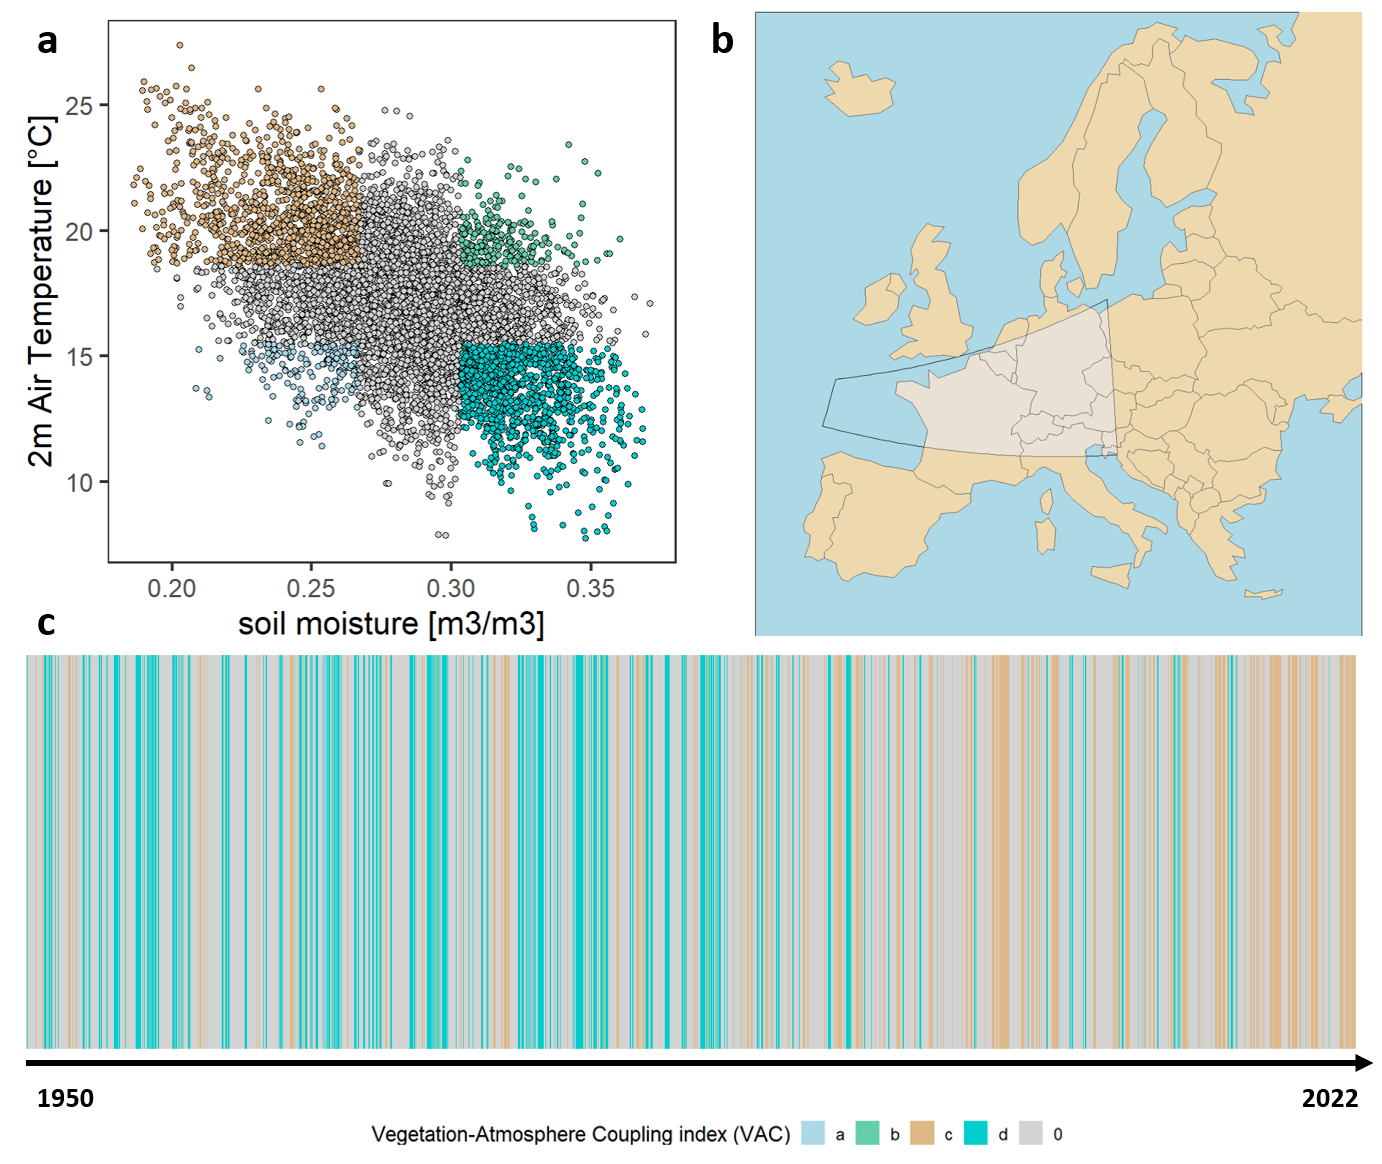 a
b
25
20
15
10
2m Air Temperature [°C]
0.20 0.25 0.30 0.35
soil moisture [m3/m3]
c
1950 2022
Vegetation-Atmosphere Coupling index (VAC) a b c d 0